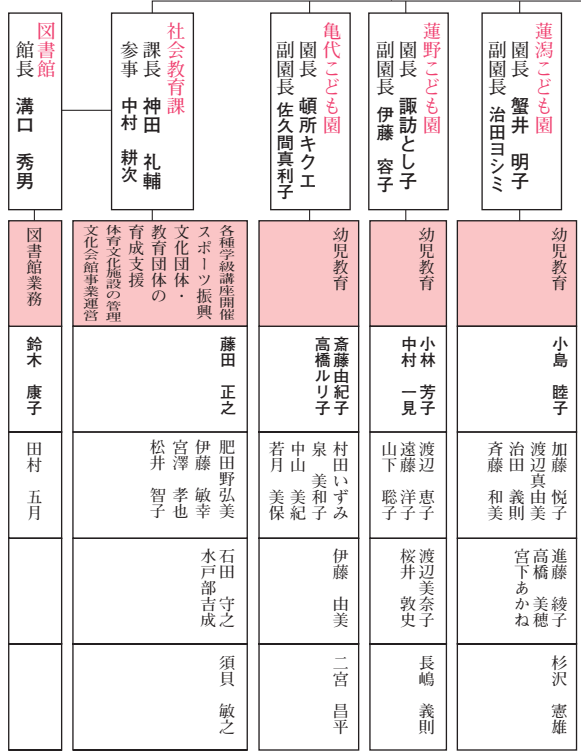 蓮潟こども園
園長 蟹井 明子
副園長 治田ヨシミ
幼児教育
小島 睦子
加藤 悦子
渡辺真由美
治田 義則
斉藤 和美
進藤 綾子
高橋 美穂
宮下あかね
杉沢 憲雄
蓮野こども園
園長 諏訪とし子
副園長 伊藤 容子
幼児教育
小林 芳子
中村 一見
渡辺 恵子
遠藤 洋子
山下 聡子
渡辺美奈子
桜井 敦史
長嶋 義則
亀代こども園
園長 頓所キクエ
副園長 佐久間真利子
幼児教育
斎藤由紀子
高橋ルリ子
村田いずみ
泉 美和子
中山 美紀
若月 美保
伊藤 由美
二宮 昌平
社会教育課
課長 神田 礼輔
参事 中村 耕次
各種学級講座開催
スポーツ振興
文化団体・
教育団体の
育成支援
体育文化施設の管理
文化会館事業運営
藤田 正之
肥田野弘美
伊藤 敏幸
宮澤 孝也
松井 智子
石田 守之
水戸部吉成
須貝 敏之
図書館
館長 溝口 秀男
図書館業務
鈴木 康子
田村 五月